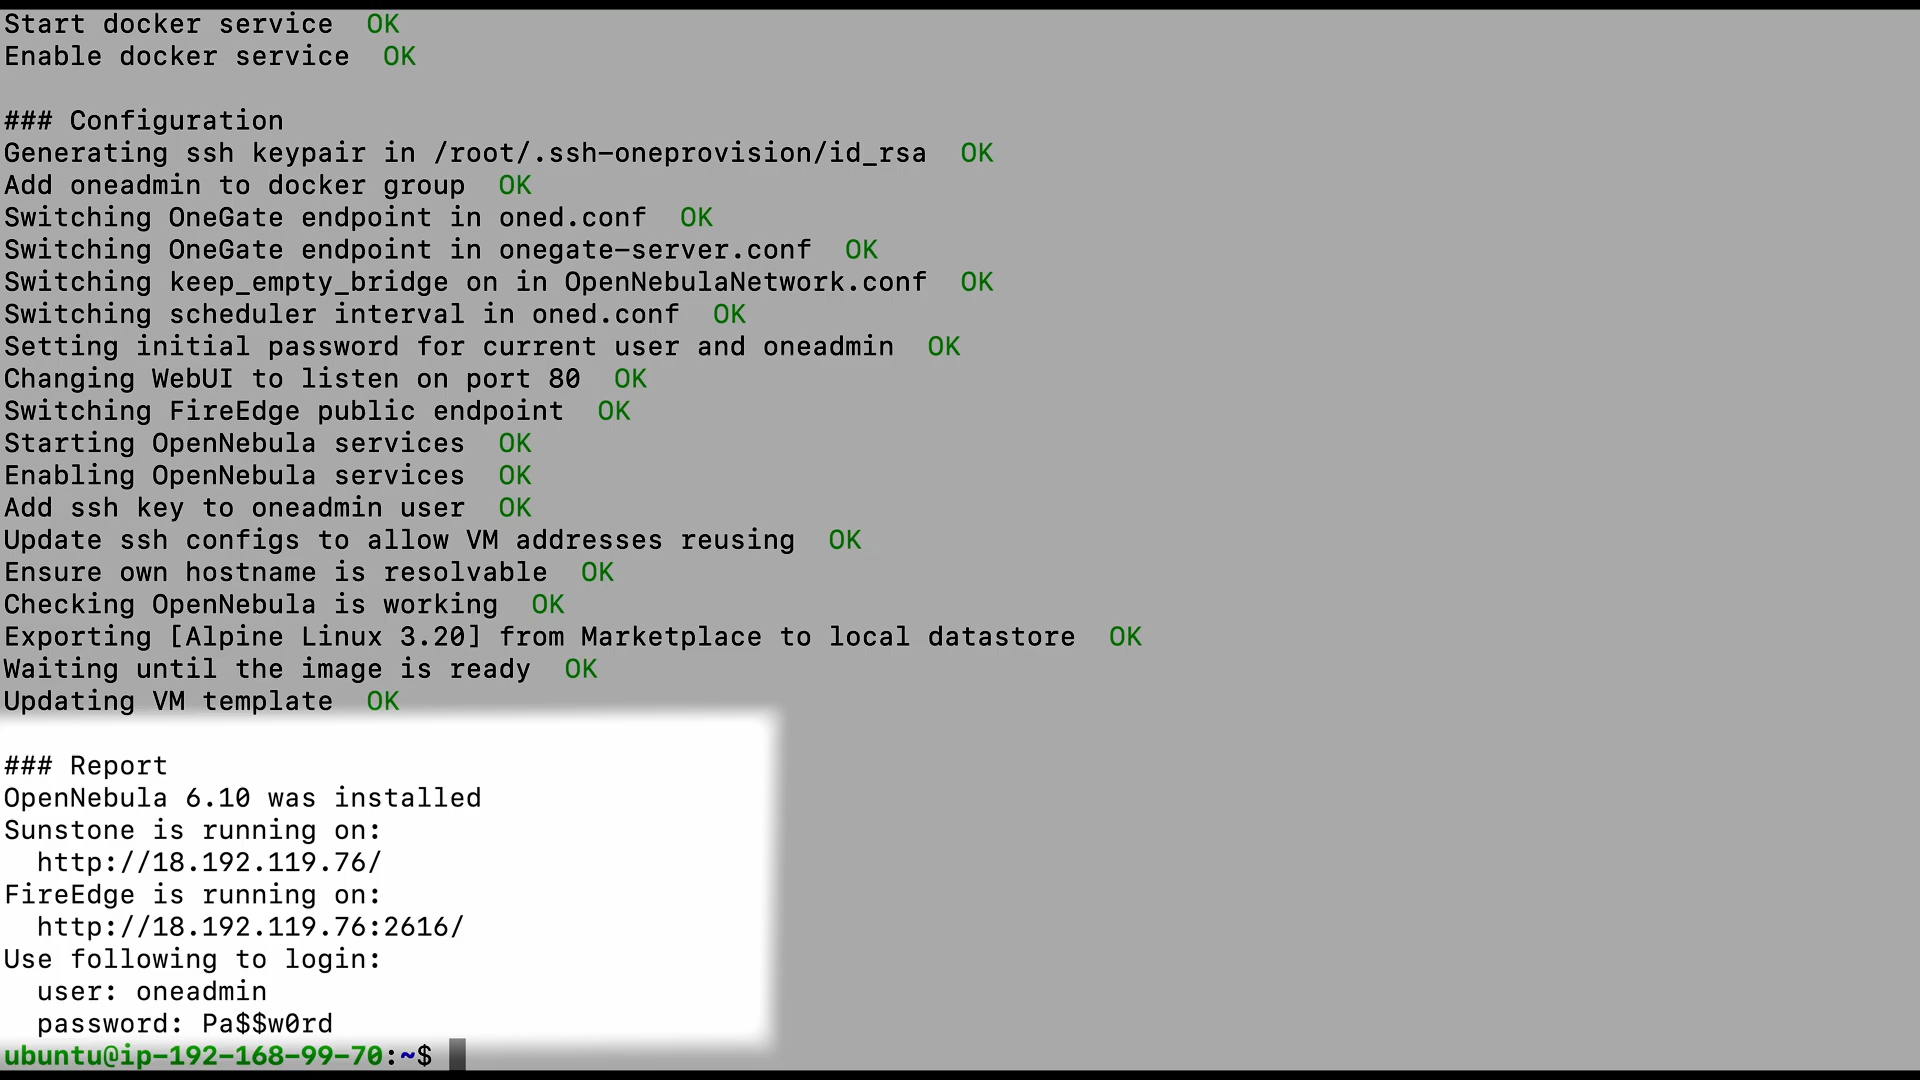 Start docker service  OK
Enable docker service  OK
### Configuration
Generating ssh keypair in /root/.ssh-oneprovision/id_rsa  OK
Add oneadmin to docker group  OK
Switching OneGate endpoint in oned.conf  OK
Switching OneGate endpoint in onegate-server.conf  OK
Switching keep_empty_bridge on in OpenNebulaNetwork.conf  OK
Switching scheduler interval in oned.conf  OK
Setting initial password for current user and oneadmin  OK
Changing WebUI to listen on port 80  OK
Switching FireEdge public endpoint  OK
Starting OpenNebula services  OK
Enabling OpenNebula services  OK
Add ssh key to oneadmin user  OK
Update ssh configs to allow VM addresses reusing  OK
Ensure own hostname is resolvable  OK
Checking OpenNebula is working  OK
Exporting [Alpine Linux 3.20] from Marketplace to local datastore  OK
Waiting until the image is ready  OK
Updating VM template  OK
### Report
OpenNebula 6.10 was installed
Sunstone is running on:
  http://18.192.119.76/
FireEdge is running on:
  http://18.192.119.76:2616/
Use following to login:
  user: oneadmin
  password: Pa$$w0rd
ubuntu@ip-192-168-99-70:~$